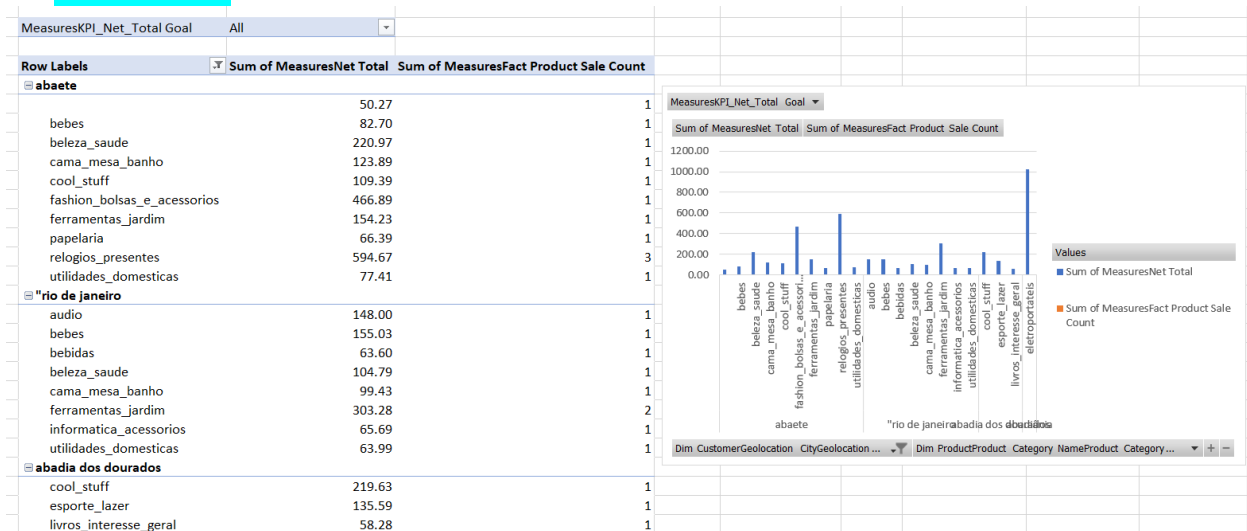 MeasuresKPI_Net_Total Goal All
Row Labels Sum of MeasuresNet Total Sum of MeasuresFact Product Sale Count
abaete
50.27 1
bebes 82.70 1
beleza_saude 220.97 1
cama_mesa_banho 123.89 1
cool_stuff 109.39 1
fashion_bolsas_e_acessorios 466.89 1
ferramentas_jardim 154.23 1
papelaria 66.39 1
relogios_presentes 594.67 3
utilidades_domesticas 77.41 1
"rio de janeiro
audio 148.00 1
bebes 155.03 1
bebidas 63.60 1
beleza_saude 104.79 1
cama_mesa_banho 99.43 1
ferramentas_jardim 303.28 2
informatica_acessorios 65.69 1
utilidades_domesticas 63.99 1
abadia dos dourados
cool_stuff 219.63 1
esporte_lazer 135.59 1
livros_interesse_geral 58.28 1
MeasuresKPI_Net_Total Goal
Sum of MeasuresNet Total Sum of MeasuresFact Product Sale Count
1200.00
1000.00
800.00
600.00
400.00
200.00
0.00
bebes
beleza_saude
cama_mesa_banho
cool_stuff
fashion_bolsas_e_acessori...
ferramentas_jardim
papelaria
relogios_presentes
utilidades_domesticas
audio
bebes
bebidas
beleza_saude
cama_mesa_banho
ferramentas_jardim
informatica_acessorios
utilidades_domesticas
cool_stuff
esporte_lazer
livros_interesse_geral
eletroportateis
abaete "rio de janeiro abadia dos
Values
Sum of MeasuresNet Total
Sum of MeasuresFact Product Sale
Count
Dim CustomerGeolocation CityGeolocation ... Dim ProductProduct Category NameProduct Category ... + −